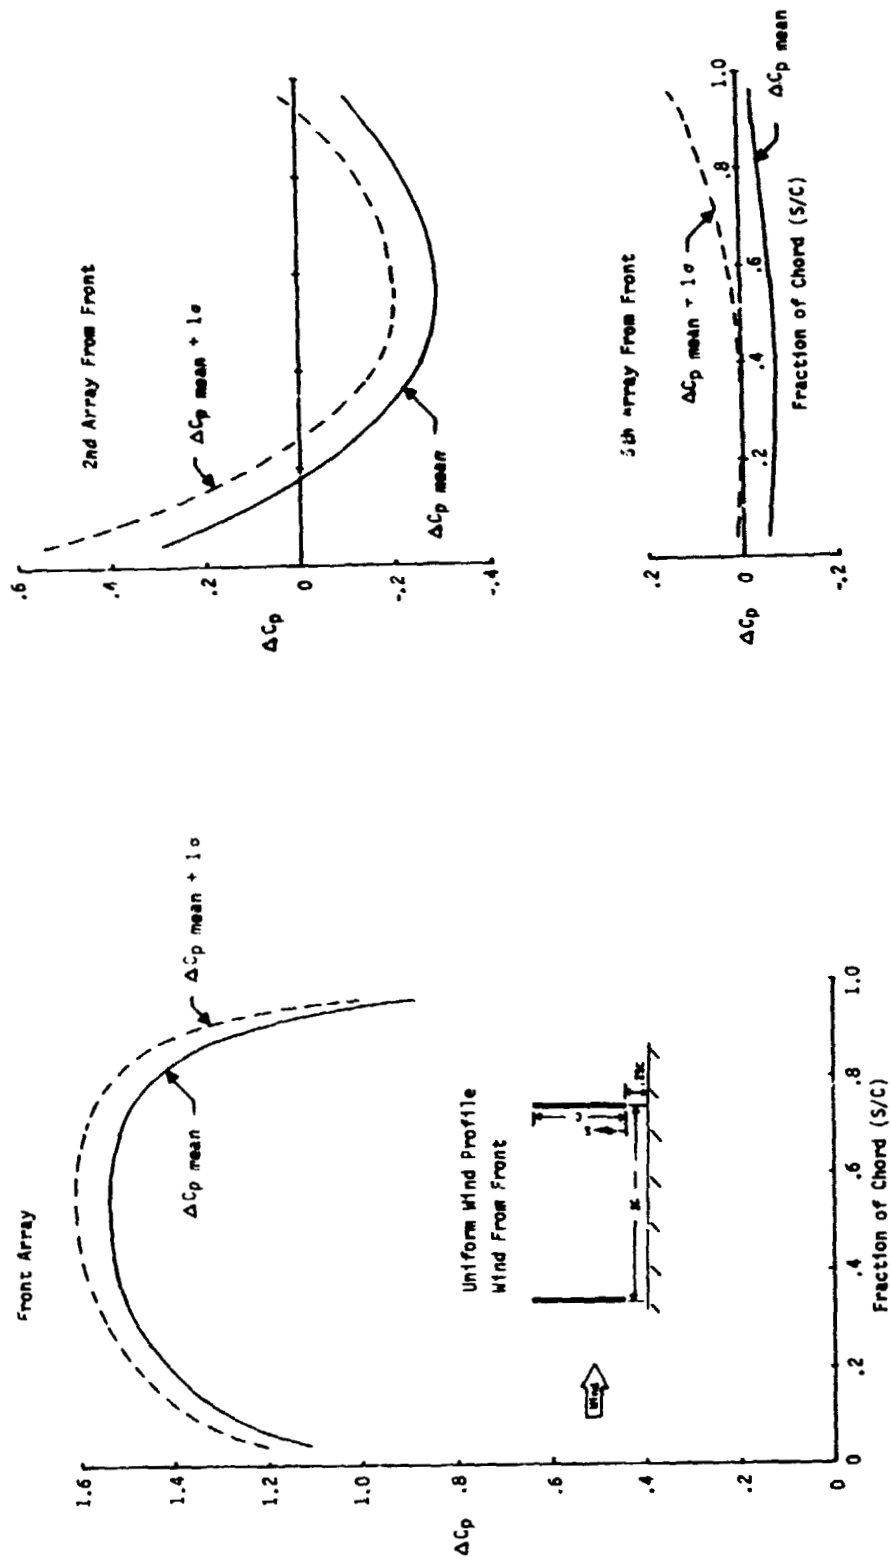 Front Array
1.6
1.4
1.2
1.0
.8
.6
.4
0.2
0
ΔCp
ΔCp mean + 1σ
ΔCp mean
Uniform Wind Profile
Wind From Front
Wind
2C
S
C
.25C
0 .2 .4 .6 .8 1.0
Fraction of Chord (S/C)
2nd Array From Front
.6
.4
.2
0
-.2
-.4
ΔCp
ΔCp mean + 1σ
ΔCp mean
Array From Front
.2
0
-.2
ΔCp
ΔCp mean + 1σ
ΔCp mean
.2 .4 .6 .8 1.0
Fraction of Chord (S/C)